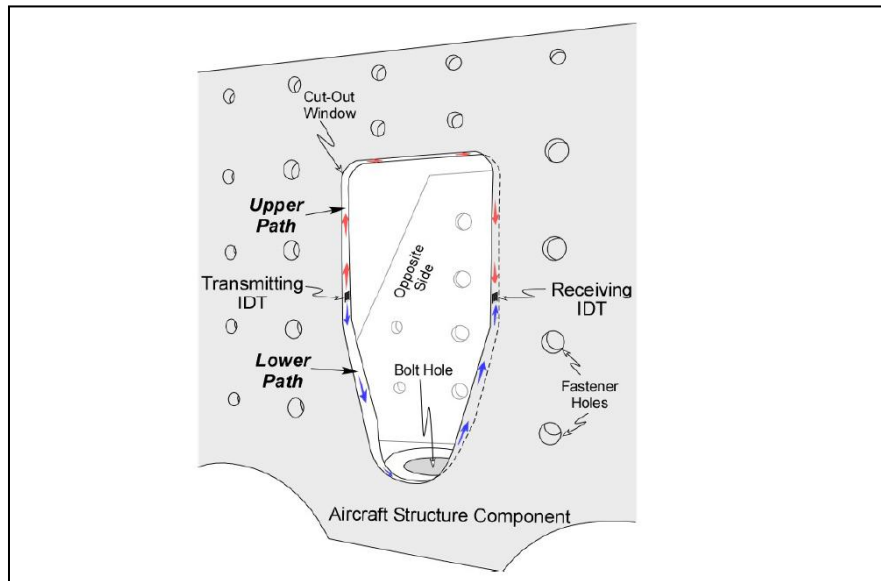 Cut-Out
Window
Upper
Path
Transmitting
IDT
Opposite
Side
Receiving
IDT
Lower
Path
Bolt Hole
Fastener
Holes
Aircraft Structure Component